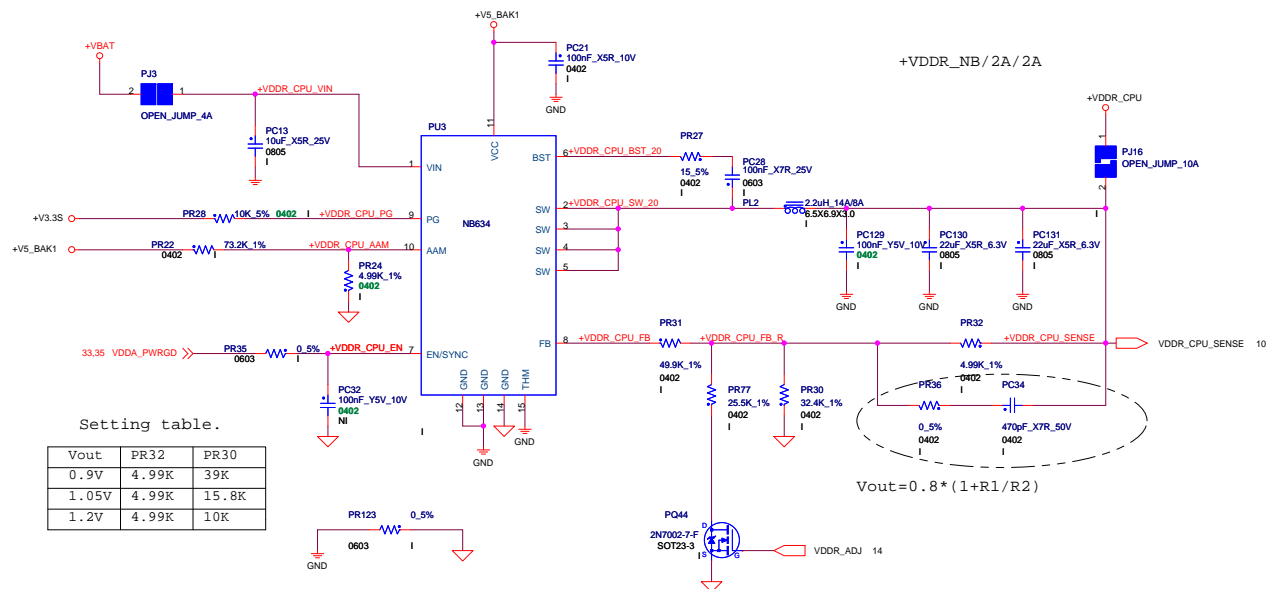 +V5_BAK1
+VBAT
PC21
100nF_X5R_10V
0402
I
GND
+VDDR_NB/2A/2A
PJ3
2
1
OPEN_JUMP_4A
+VDDR_CPU_VIN
PC13
10uF_X5R_25V
0805
I
+VDDR_CPU
1
PJ16
OPEN_JUMP_10A
2
I
PU3
11
VCC
1
VIN
BST
6
+VDDR_CPU_BST_20
PR27
15_5%
0402
I
PC28
100nF_X7R_25V
0603
I
+V3.3S
PR28
10K_5%
0402
I
+VDDR_CPU_PG
9
PG
NB634
SW
2
+VDDR_CPU_SW_20
PL2
2.2uH_14A/8A
6.5X6.9X3.0
I
SW
3
SW
4
SW
5
+V5_BAK1
PR22
0402
73.2K_1%
I
+VDDR_CPU_AAM
10
AAM
PR24
4.99K_1%
0402
I
PC129
100nF_Y5V_10V
0402
I
GND
PC130
22uF_X5R_6.3V
0805
I
GND
PC131
22uF_X5R_6.3V
0805
I
GND
33,35
VDDA_PWRGD
PR35
0603
0_5%
I
+VDDR_CPU_EN
7
EN/SYNC
FB
8
+VDDR_CPU_FB
PR31
49.9K_1%
0402
I
+VDDR_CPU_FB_R
PR32
4.99K_1%
0402
I
+VDDR_CPU_SENSE
VDDR_CPU_SENSE
10
PC32
100nF_Y5V_10V
0402
NI
GND
GND
GND
THM
12
13
14
15
GND
GND
I
PR77
25.5K_1%
0402
I
PR30
32.4K_1%
0402
I
PR36
0_5%
0402
I
PC34
470pF_X7R_50V
0402
I
Setting table.
Vout PR32 PR30
0.9V 4.99K 39K
1.05V 4.99K 15.8K
1.2V 4.99K 10K
Vout=0.8*(1+R1/R2)
PR123
0_5%
0603
I
GND
PQ44
2N7002-7-F
SOT23-3
I
D
S
G
VDDR_ADJ
14